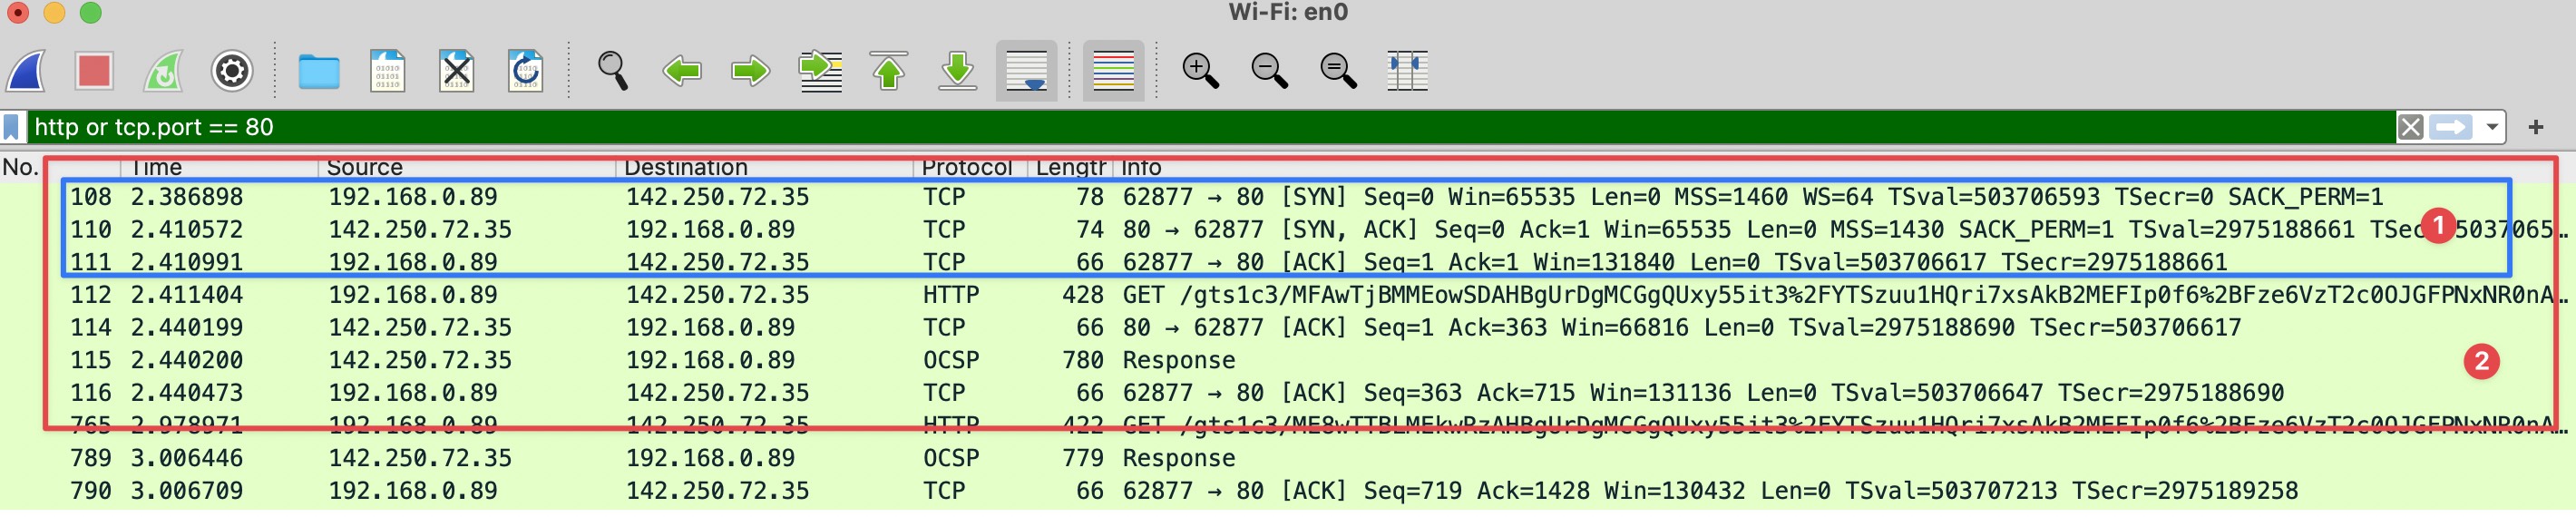 Wi-Fi: en0
http or tcp.port == 80
No. Time Source Destination Protocol Length Info
108 2.386898 192.168.0.89 142.250.72.35 TCP 78 62877 → 80 [SYN] Seq=0 Win=65535 Len=0 MSS=1460 WS=64 TSval=503706593 TSecr=0 SACK_PERM=1
110 2.410572 142.250.72.35 192.168.0.89 TCP 74 80 → 62877 [SYN, ACK] Seq=0 Ack=1 Win=65535 Len=0 MSS=1430 SACK_PERM=1 TSval=2975188661 TSec 1 5037065…
111 2.410991 192.168.0.89 142.250.72.35 TCP 66 62877 → 80 [ACK] Seq=1 Ack=1 Win=131840 Len=0 TSval=503706617 TSecr=2975188661
112 2.411404 192.168.0.89 142.250.72.35 HTTP 428 GET /gts1c3/MFAwTjBMMEowSDAHBgUrDgMCGgQUxy55it3%2FYTSzuu1HQri7xsAkB2MEFIp0f6%2BFze6VzT2c0OJGFPNxNR0nA…
114 2.440199 142.250.72.35 192.168.0.89 TCP 66 80 → 62877 [ACK] Seq=1 Ack=363 Win=66816 Len=0 TSval=2975188690 TSecr=503706617
115 2.440200 142.250.72.35 192.168.0.89 OCSP 780 Response
2
116 2.440473 192.168.0.89 142.250.72.35 TCP 66 62877 → 80 [ACK] Seq=363 Ack=715 Win=131136 Len=0 TSval=503706647 TSecr=2975188690
765 2.978971 192.168.0.89 142.250.72.35 HTTP 422 GET /gts1c3/ME8wTTBLMEkwRzAHBgUrDgMCGgQUxy55it3%2FYTSzuu1HQri7xsAkB2MEFIp0f6%2BFze6VzT2c0OJGFPNxNR0nA…
789 3.006446 142.250.72.35 192.168.0.89 OCSP 779 Response
790 3.006709 192.168.0.89 142.250.72.35 TCP 66 62877 → 80 [ACK] Seq=719 Ack=1428 Win=130432 Len=0 TSval=503707213 TSecr=2975189258